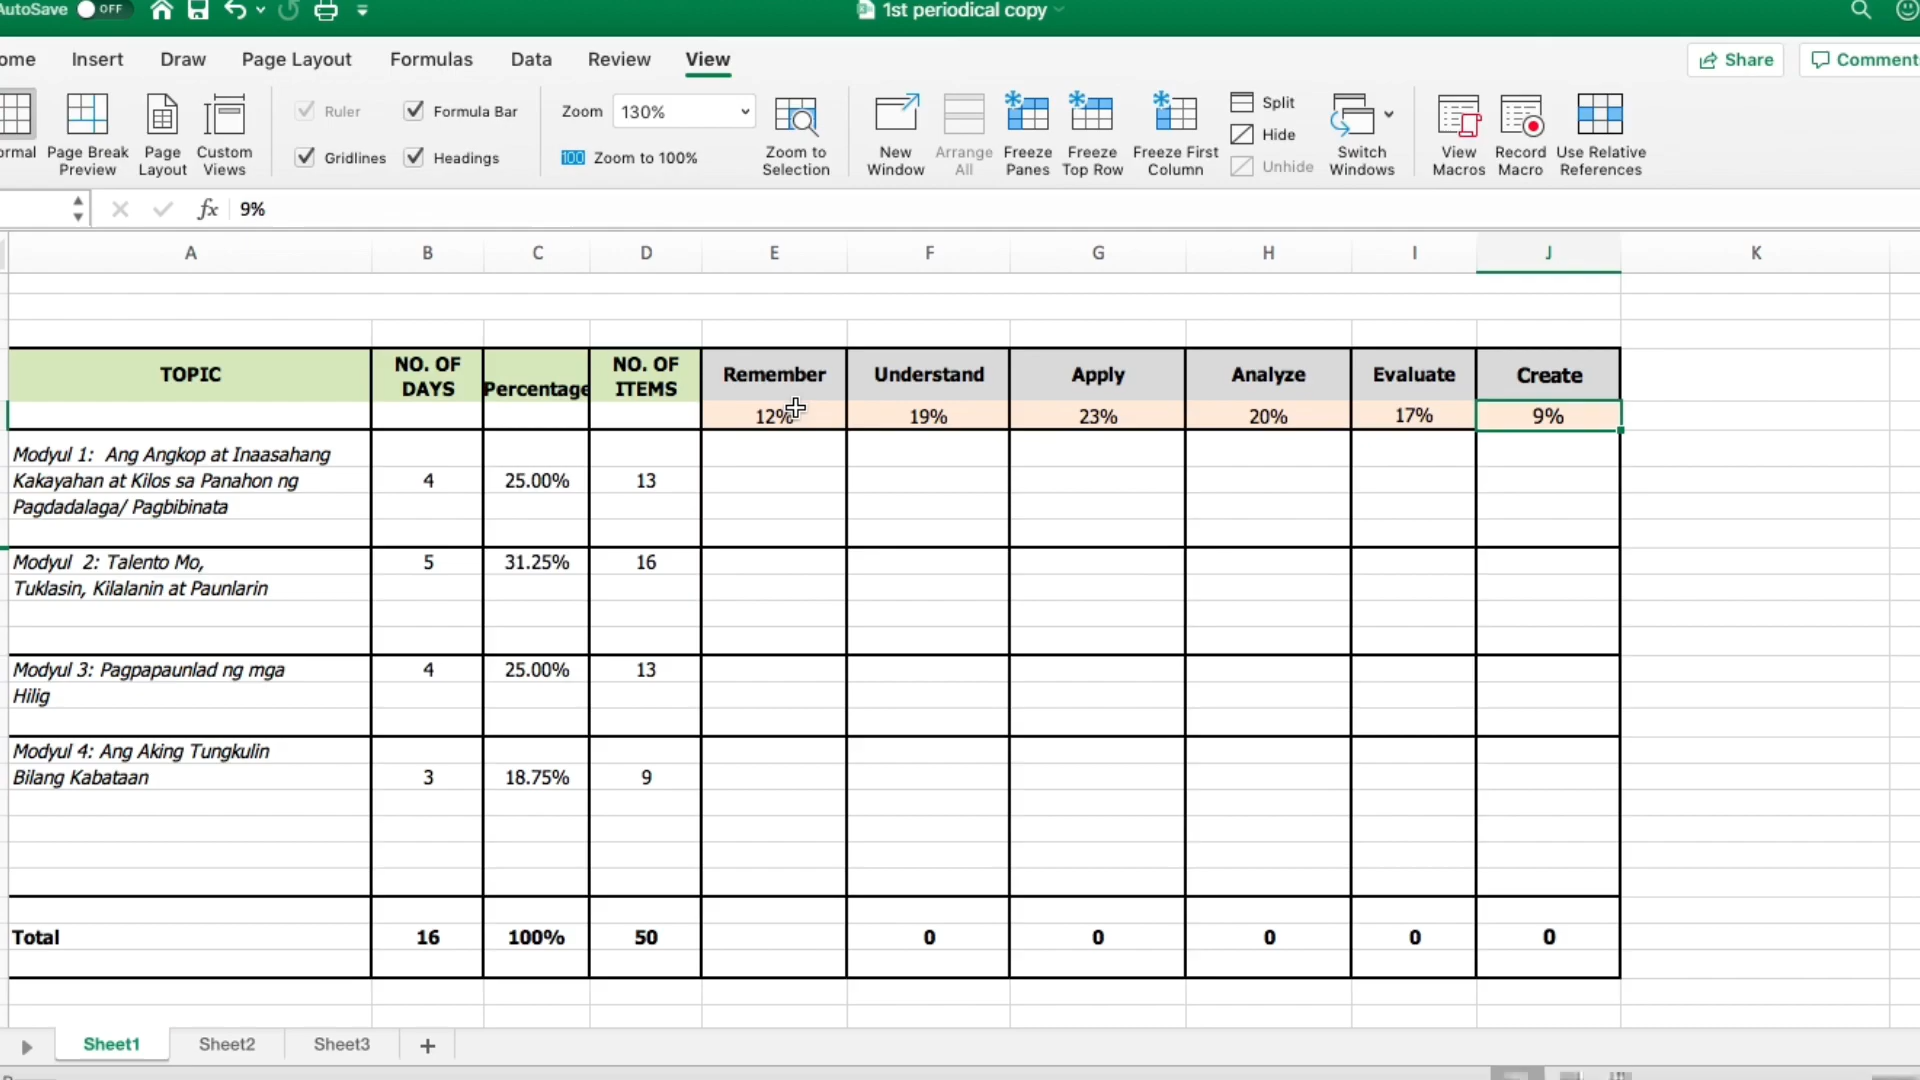 AutoSave OFF 1st periodical copy
ome Insert Draw Page Layout Formulas Data Review View Share Comment
Ruler Formula Bar Zoom 130% Split
Gridlines Headings 100 Zoom to 100% Hide
Unhide
ormal Page Break Preview Page Layout Custom Views Zoom to Selection New Window Arrange All Freeze Panes Freeze Top Row Freeze First Column Switch Windows View Macros Record Macro Use Relative References
fx 9%
A B C D E F G H I J K
TOPIC NO. OF DAYS Percentage NO. OF ITEMS Remember Understand Apply Analyze Evaluate Create
12% 19% 23% 20% 17% 9%
Modyul 1: Ang Angkop at Inaasahang
Kakayahan at Kilos sa Panahon ng 4 25.00% 13
Pagdadalaga/ Pagbibinata
Modyul 2: Talento Mo, 5 31.25% 16
Tuklasin, Kilalanin at Paunlarin
Modyul 3: Pagpapaunlad ng mga 4 25.00% 13
Hilig
Modyul 4: Ang Aking Tungkulin
Bilang Kabataan 3 18.75% 9
Total 16 100% 50 0 0 0 0 0
Sheet1 Sheet2 Sheet3 +